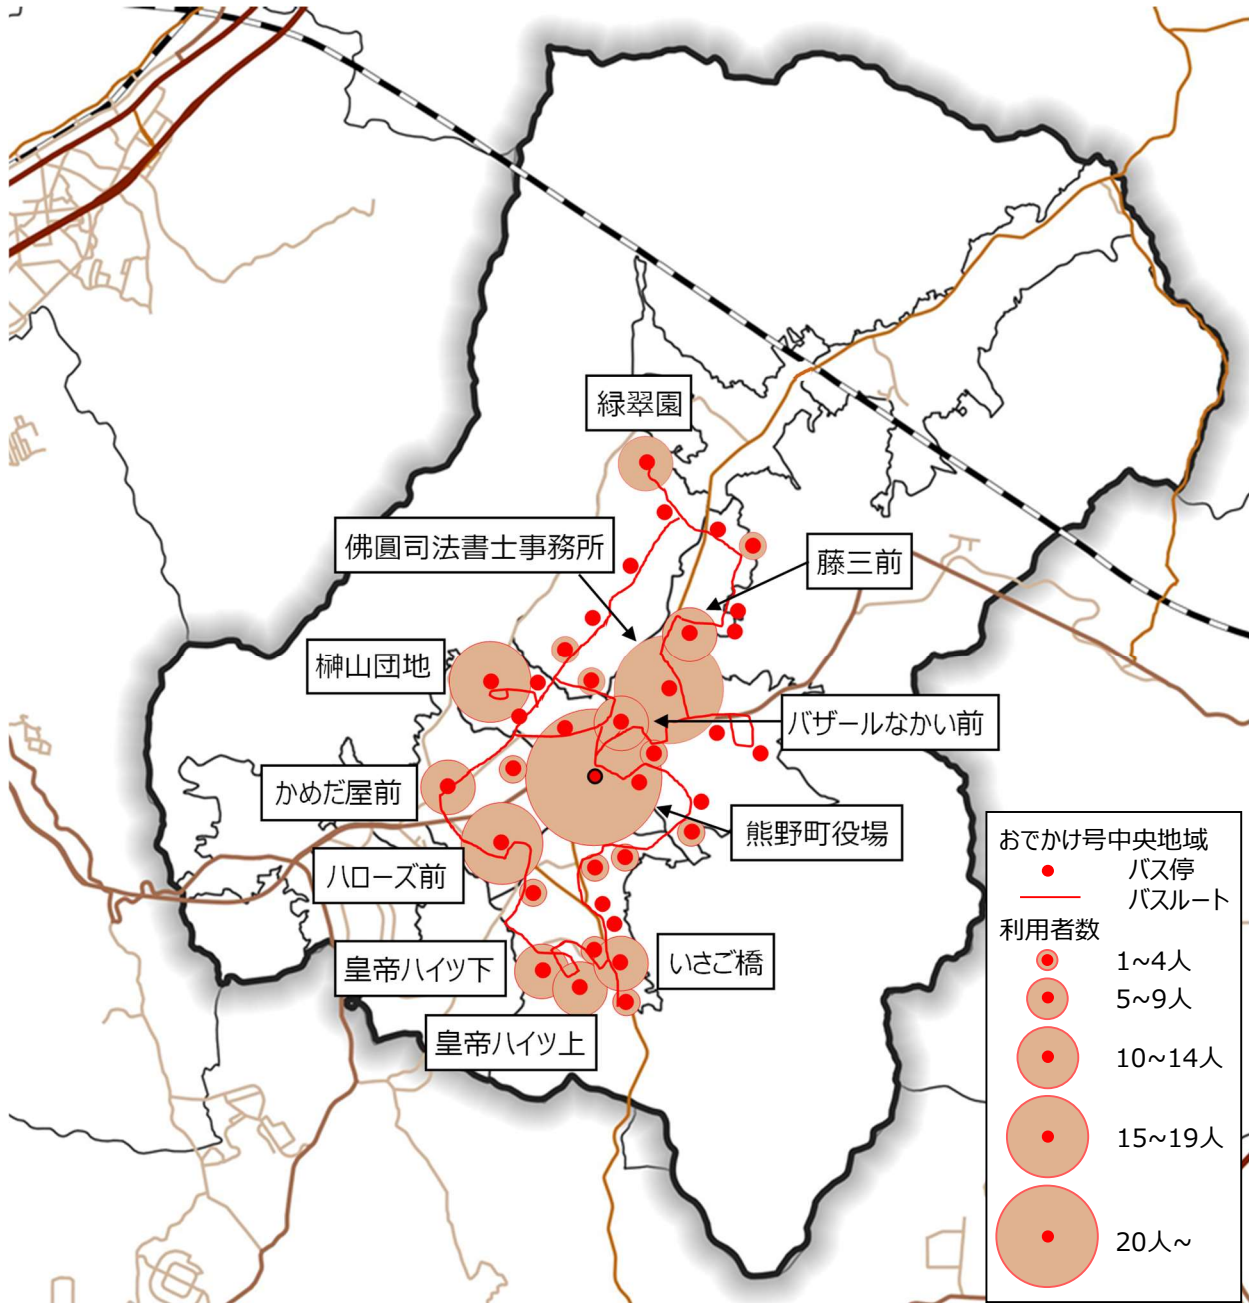 緑翠園
佛圓司法書士事務所
藤三前
榊山団地
バザールなかい前
かめだ屋前
熊野町役場
ハローズ前
皇帝ハイツ下
いさご橋
皇帝ハイツ上
おでかけ号中央地域
バス停
バスルート
利用者数
1~4人
5~9人
10~14人
15~19人
20人~